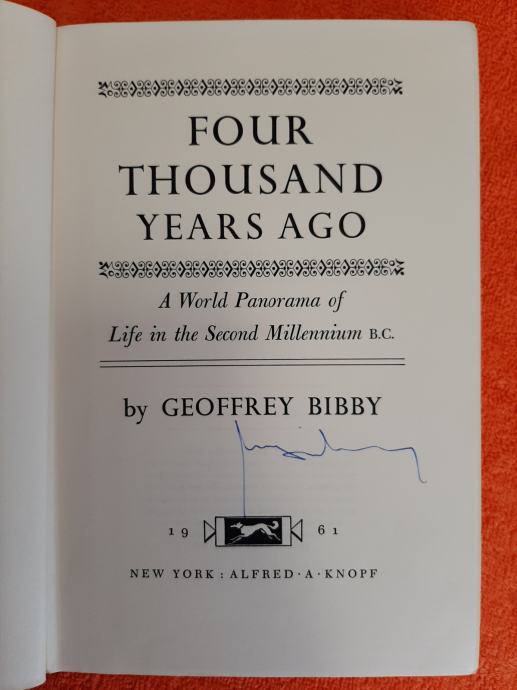 FOUR
THOUSAND
YEARS AGO
A World Panorama of
Life in the Second Millennium B.C.
by GEOFFREY BIBBY
19 61
NEW YORK : ALFRED · A · KNOPF